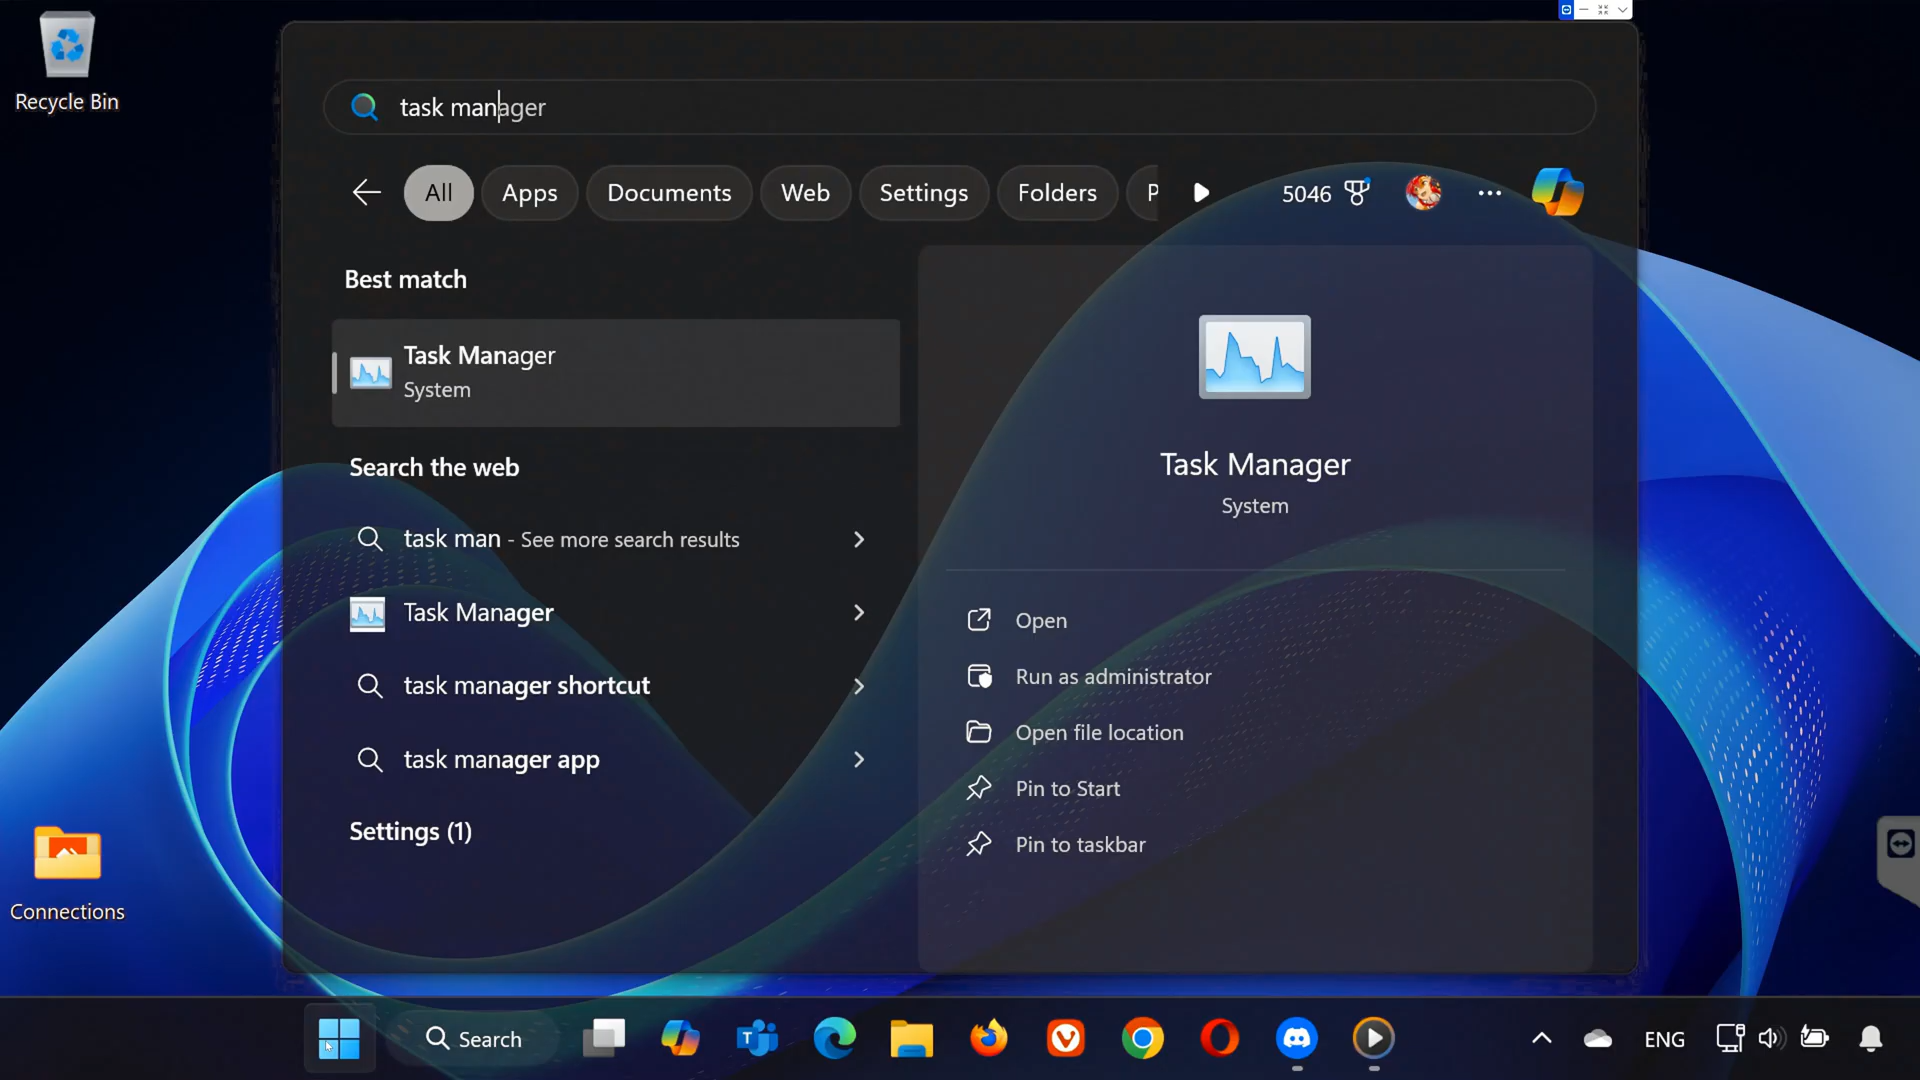 Recycle Bin
task manager
All
Apps
Documents
Web
Settings
Folders
P
5046
Best match
Task Manager
System
Search the web
task man - See more search results
Task Manager
task manager shortcut
task manager app
Settings (1)
Task Manager
System
Open
Run as administrator
Open file location
Pin to Start
Pin to taskbar
Connections
Search
ENG